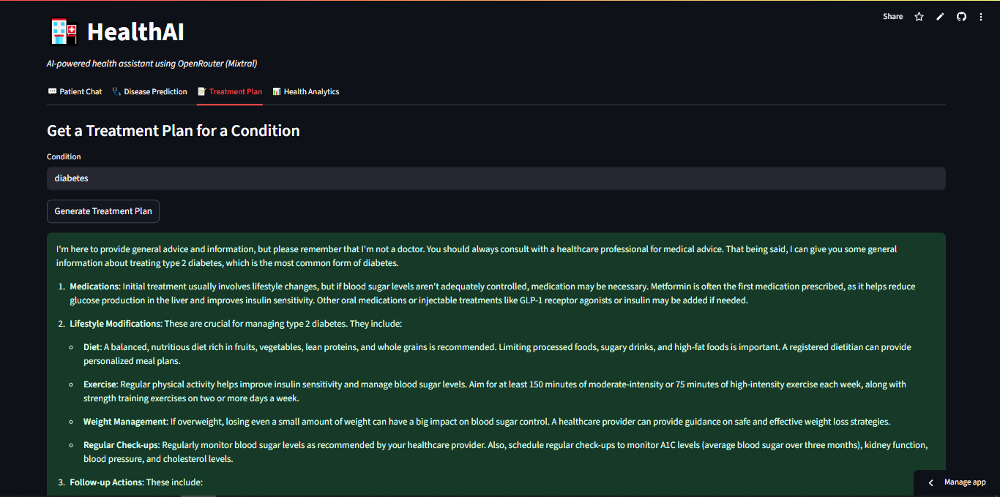 Share
HealthAI
AI-powered health assistant using OpenRouter (Mixtral)
Patient Chat Disease Prediction Treatment Plan Health Analytics
Get a Treatment Plan for a Condition
Condition
diabetes
Generate Treatment Plan
I'm here to provide general advice and information, but please remember that I'm not a doctor. You should always consult with a healthcare professional for medical advice. That being said, I can give you some general
information about treating type 2 diabetes, which is the most common form of diabetes.
1. Medications: Initial treatment usually involves lifestyle changes, but if blood sugar levels aren't adequately controlled, medication may be necessary. Metformin is often the first medication prescribed, as it helps reduce
glucose production in the liver and improves insulin sensitivity. Other oral medications or injectable treatments like GLP-1 receptor agonists or insulin may be added if needed.
2. Lifestyle Modifications: These are crucial for managing type 2 diabetes. They include:
Diet: A balanced, nutritious diet rich in fruits, vegetables, lean proteins, and whole grains is recommended. Limiting processed foods, sugary drinks, and high-fat foods is important. A registered dietitian can provide
personalized meal plans.
Exercise: Regular physical activity helps improve insulin sensitivity and manage blood sugar levels. Aim for at least 150 minutes of moderate-intensity or 75 minutes of high-intensity exercise each week, along with
strength training exercises on two or more days a week.
Weight Management: If overweight, losing even a small amount of weight can have a big impact on blood sugar control. A healthcare provider can provide guidance on safe and effective weight loss strategies.
Regular Check-ups: Regularly monitor blood sugar levels as recommended by your healthcare provider. Also, schedule regular check-ups to monitor A1C levels (average blood sugar over three months), kidney function,
blood pressure, and cholesterol levels.
3. Follow-up Actions: These include:
Manage app